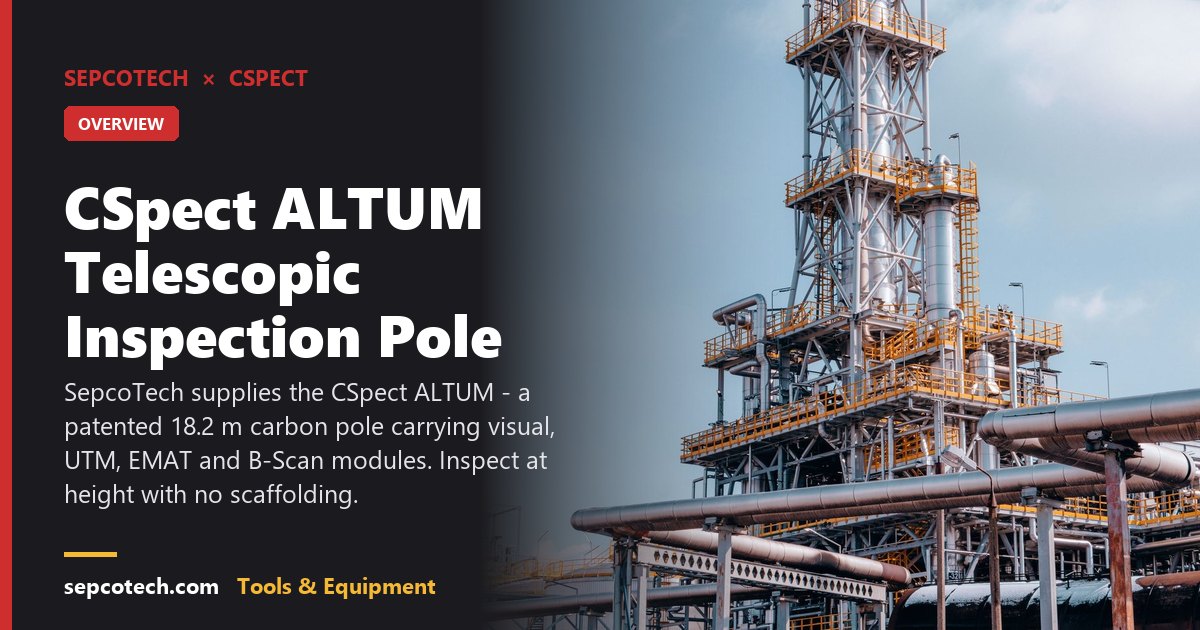 SEPCOTECH × CSPECT
OVERVIEW
CSpect ALTUM
Telescopic
Inspection Pole
SepcoTech supplies the CSpect ALTUM - a
patented 18.2 m carbon pole carrying visual,
UTM, EMAT and B-Scan modules. Inspect at
height with no scaffolding.
sepcotech.com Tools & Equipment